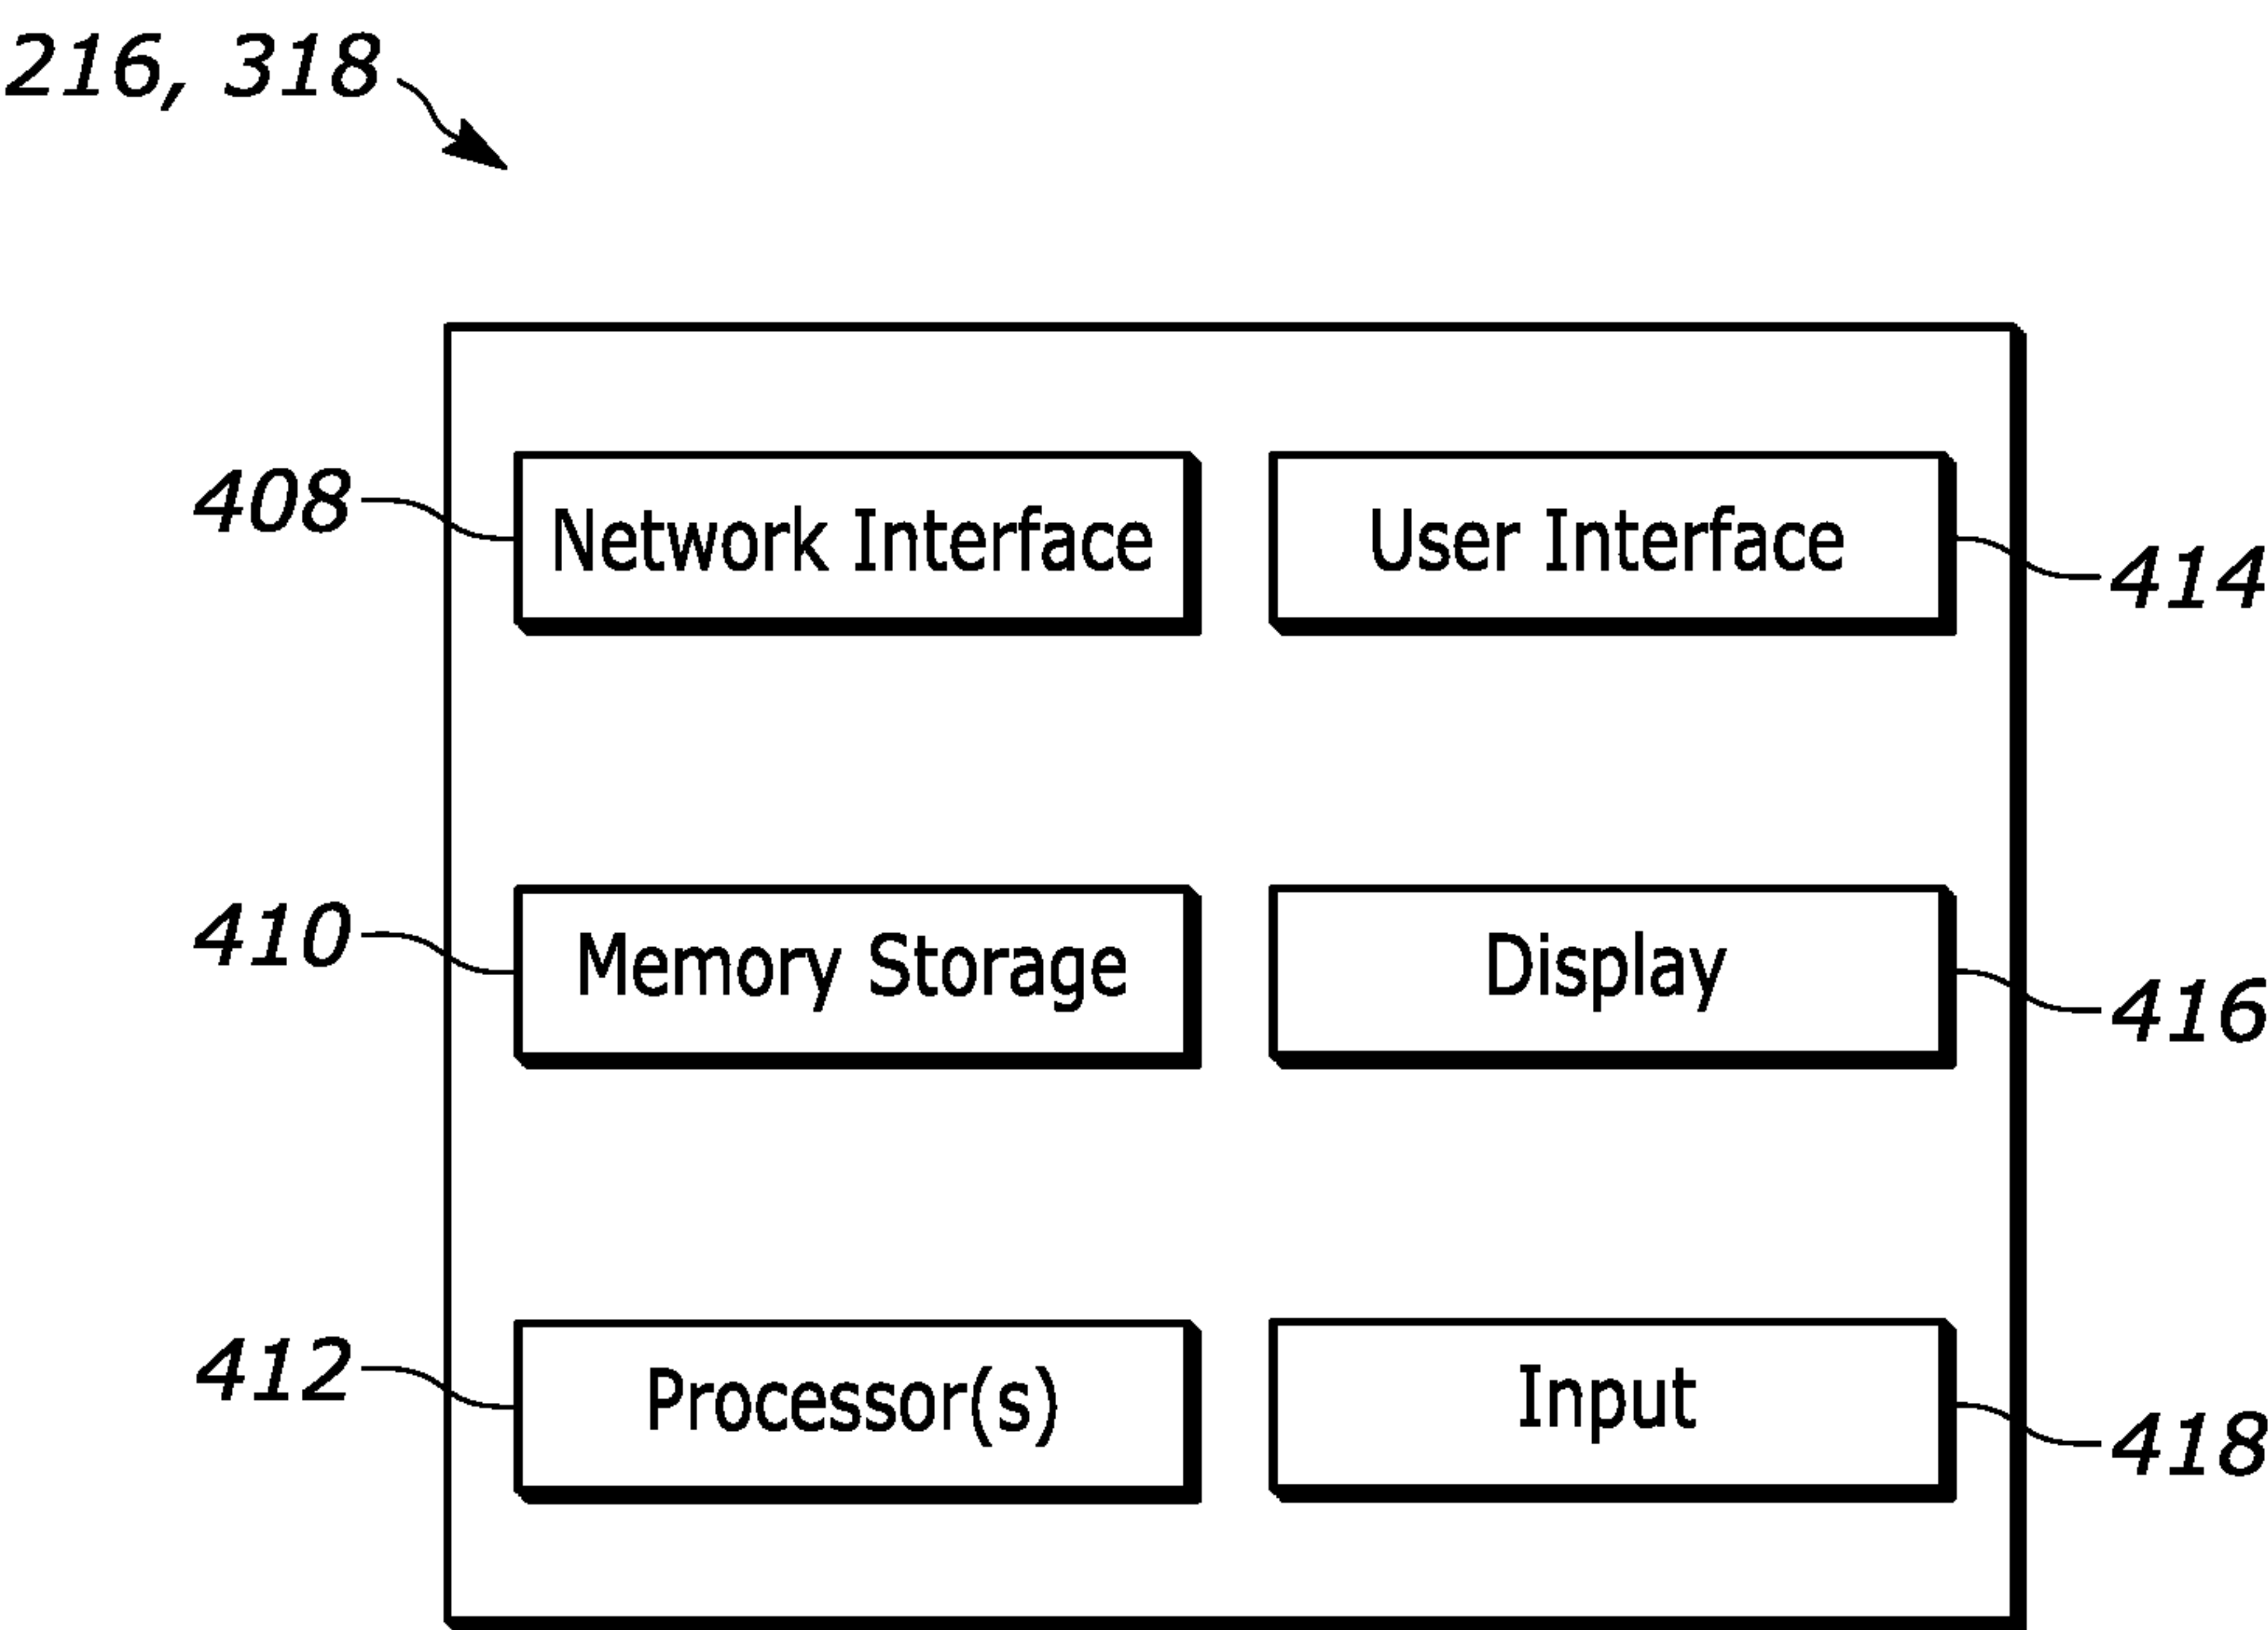 216, 318
408
Network Interface
User Interface
414
410
Memory Storage
Display
416
412
Processor(s)
Input
418